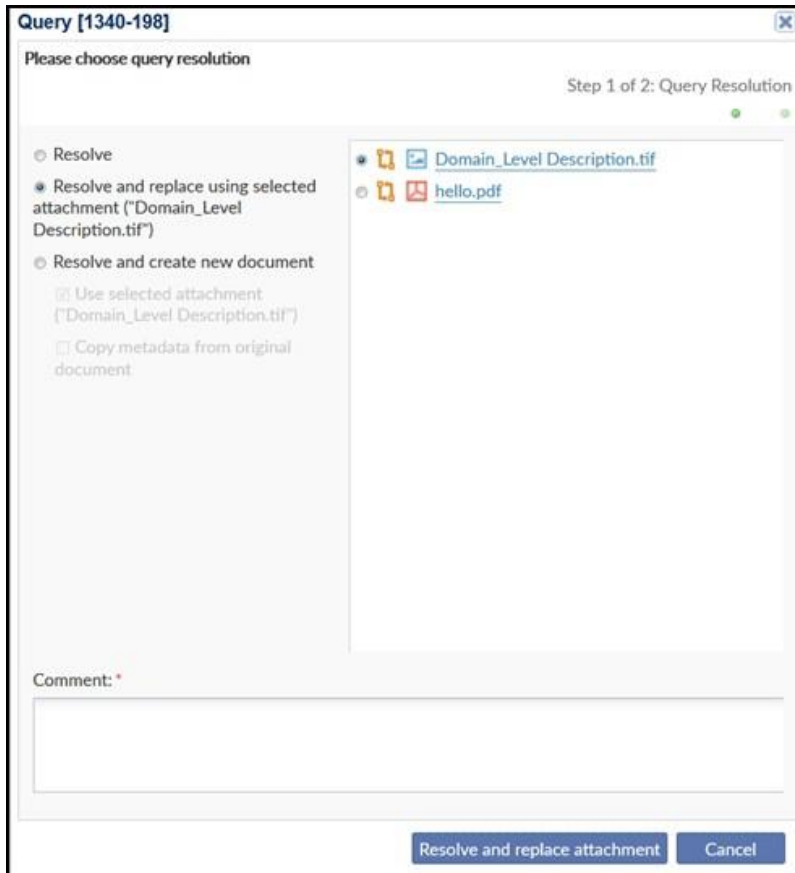 Query [1340-198]
Please choose query resolution
Step 1 of 2: Query Resolution
Resolve
Resolve and replace using selected
attachment ("Domain_Level
Description.tif")
Resolve and create new document
Use selected attachment
("Domain_Level Description.tif")
Copy metadata from original
document
Domain_Level Description.tif
hello.pdf
Comment: *
Resolve and replace attachment
Cancel